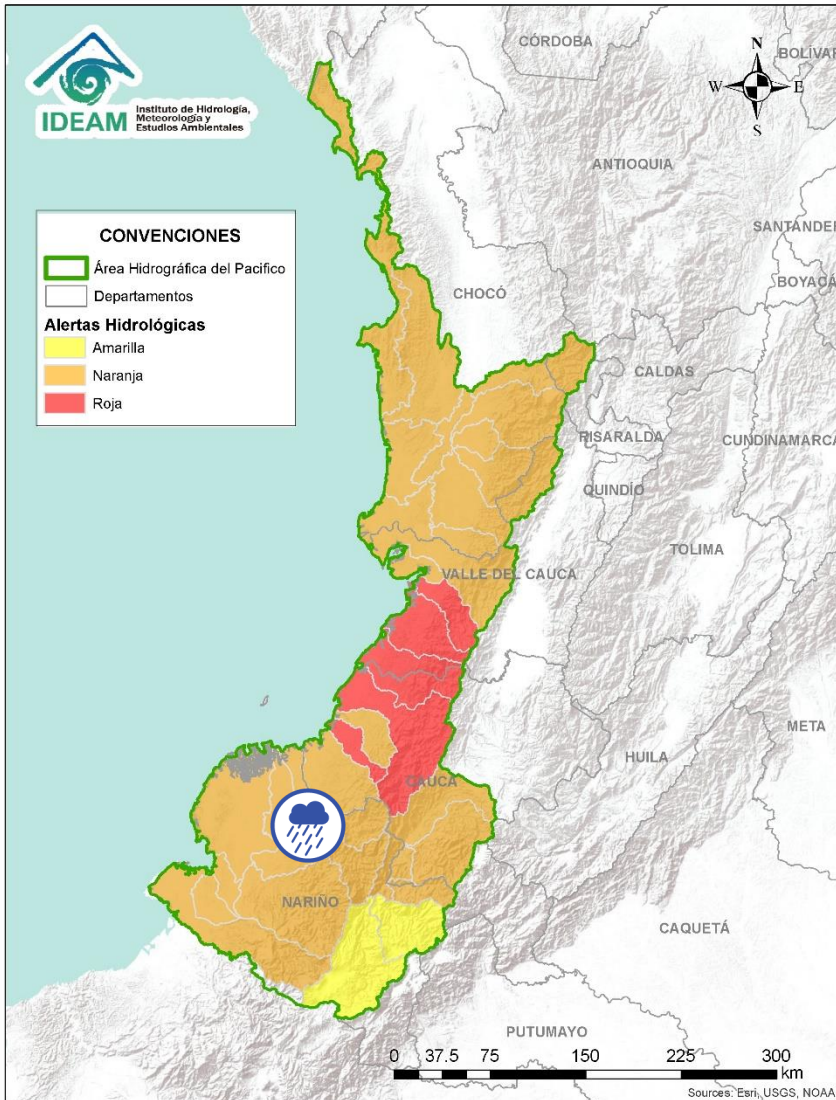 IDEAM
Instituto de Hidrología,
Meteorología y
Estudios Ambientales
CÓRDOBA
BOLÍVAR
N
W
E
S
ANTIOQUIA
SANTANDER
BOYACÁ
CHOCÓ
CONVENCIONES
Área Hidrográfica del Pacifico
Departamentos
Alertas Hidrológicas
Amarilla
Naranja
Roja
CALDAS
RISARALDA
CUNDINAMARCA
QUINDÍO
TOLIMA
VALLE DEL CAUCA
META
HUILA
CAUCA
NARIÑO
CAQUETÁ
PUTUMAYO
0 37.5 75 150 225 300
km
Sources: Esri, USGS, NOAA